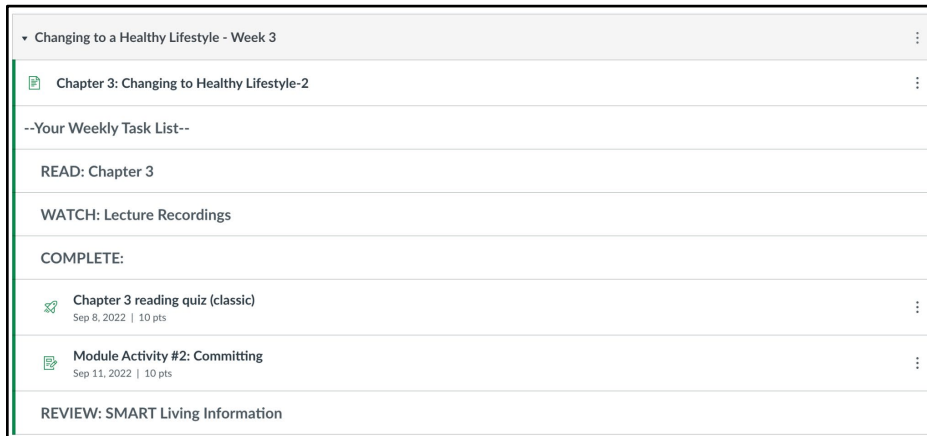 Changing to a Healthy Lifestyle - Week 3
Chapter 3: Changing to Healthy Lifestyle-2
--Your Weekly Task List--
READ: Chapter 3
WATCH: Lecture Recordings
COMPLETE:
Chapter 3 reading quiz (classic)
Sep 8, 2022 | 10 pts
Module Activity #2: Committing
Sep 11, 2022 | 10 pts
REVIEW: SMART Living Information